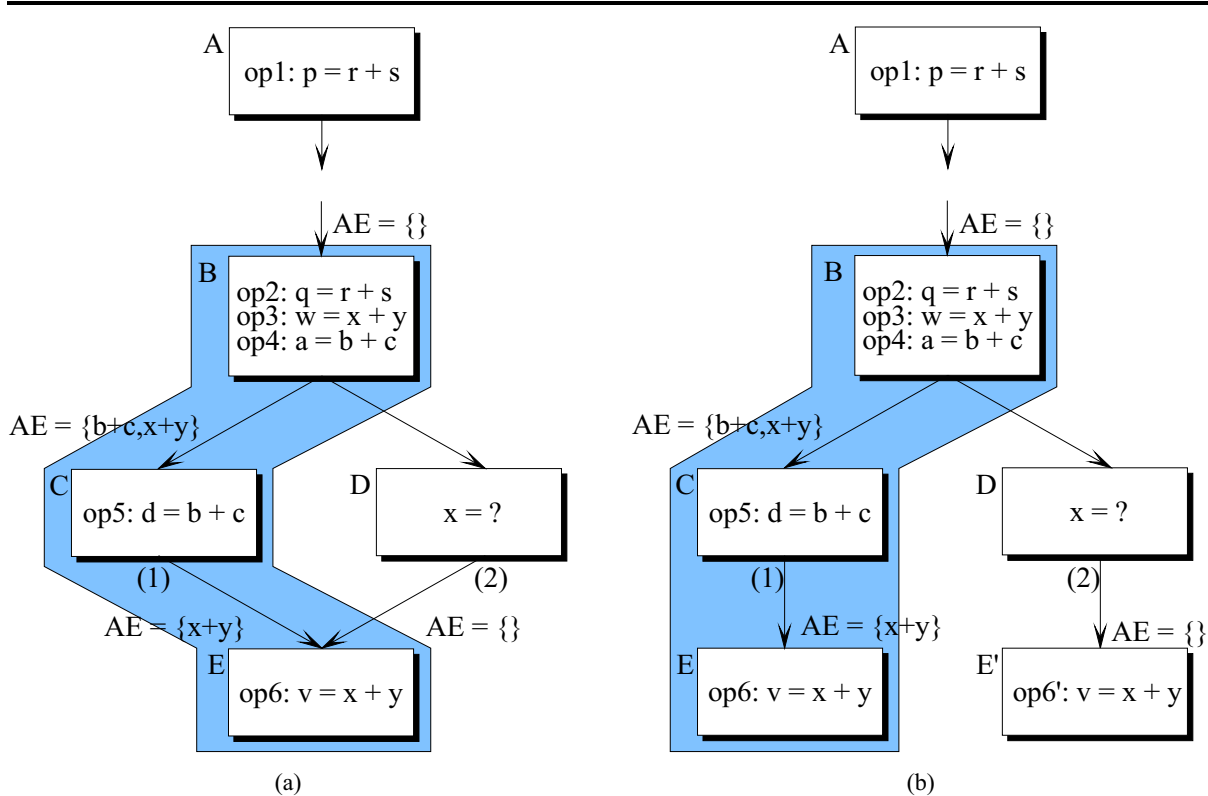 A
op1: p = r + s
AE = {}
B
op2: q = r + s
op3: w = x + y
op4: a = b + c
AE = {b+c,x+y}
C
op5: d = b + c
D
x = ?
(1)
(2)
AE = {x+y}
AE = {}
E
op6: v = x + y
(a)
A
op1: p = r + s
AE = {}
B
op2: q = r + s
op3: w = x + y
op4: a = b + c
AE = {b+c,x+y}
C
op5: d = b + c
D
x = ?
(1)
(2)
AE = {x+y}
AE = {}
E
op6: v = x + y
E'
op6': v = x + y
(b)